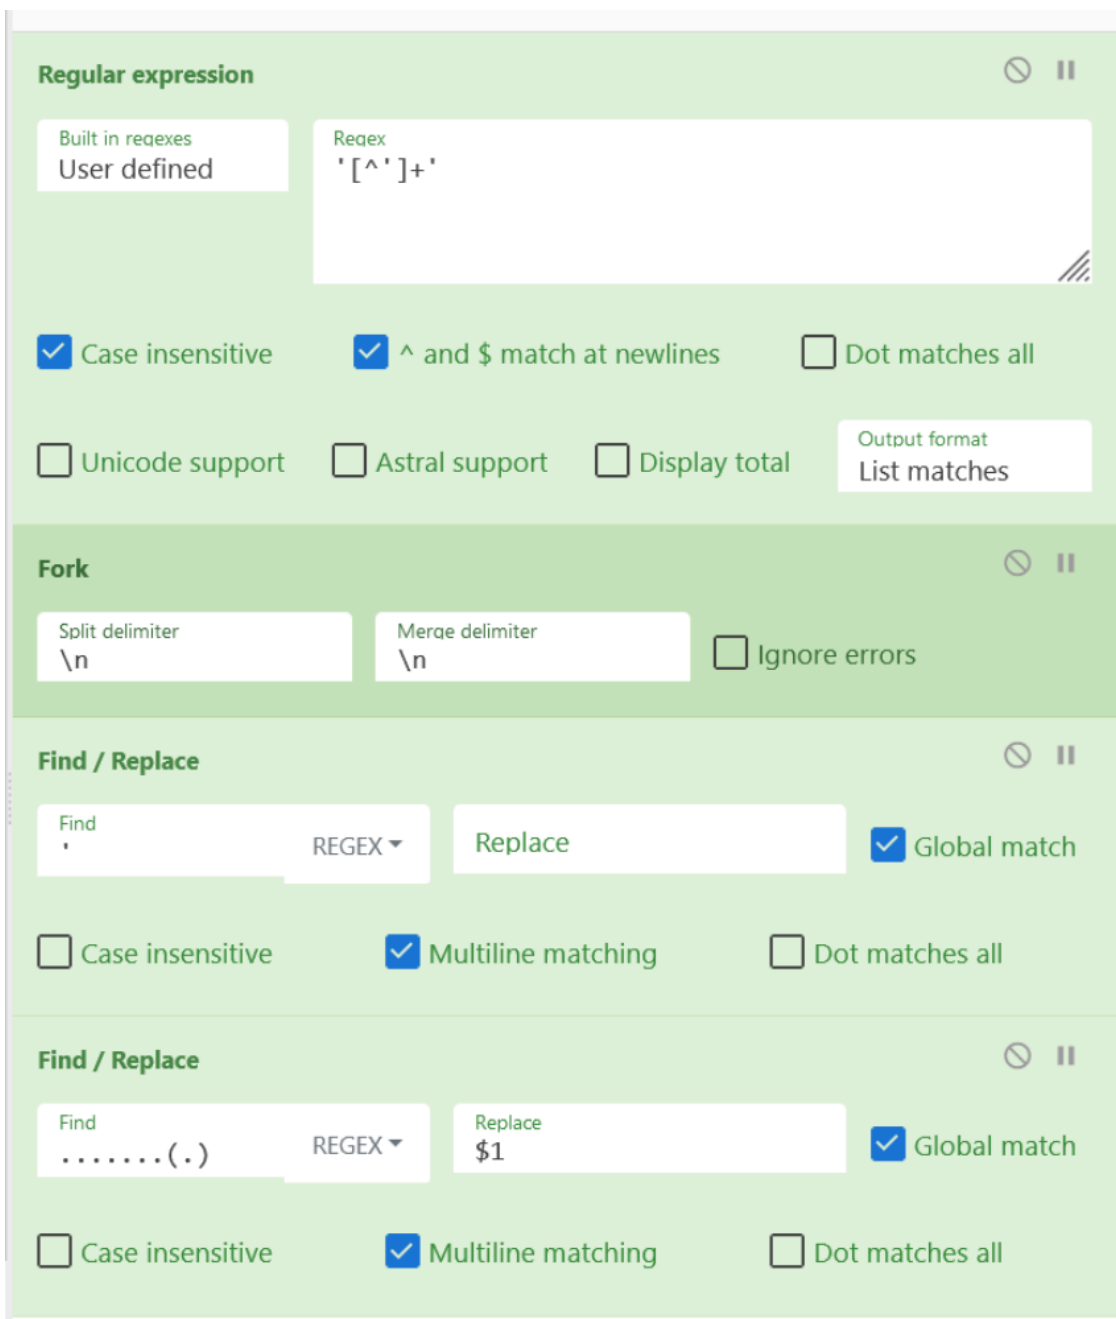 Regular expression
Built in regexes
User defined
Regex
'[^']+'
Case insensitive
^ and $ match at newlines
Dot matches all
Unicode support
Astral support
Display total
Output format
List matches
Fork
Split delimiter
\n
Merge delimiter
\n
Ignore errors
Find / Replace
Find
'
REGEX
Replace
Global match
Case insensitive
Multiline matching
Dot matches all
Find / Replace
Find
.......(.)
REGEX
Replace
$1
Global match
Case insensitive
Multiline matching
Dot matches all